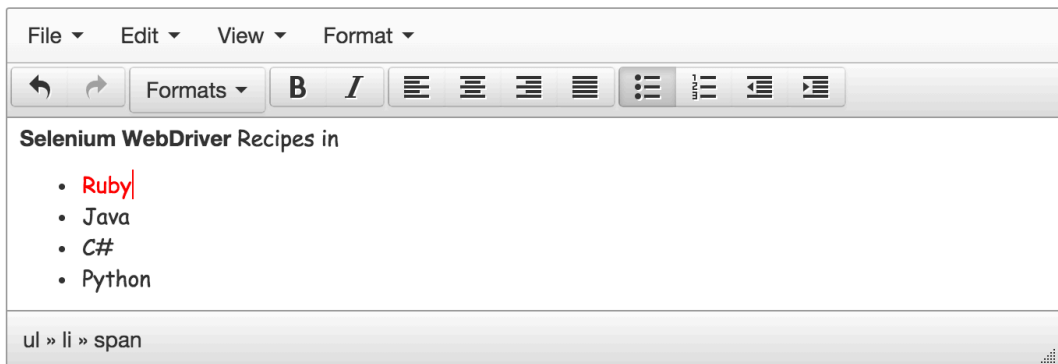 File Edit View Format
Formats B I
Selenium WebDriver Recipes in
• Ruby
• Java
• C#
• Python
ul » li » span